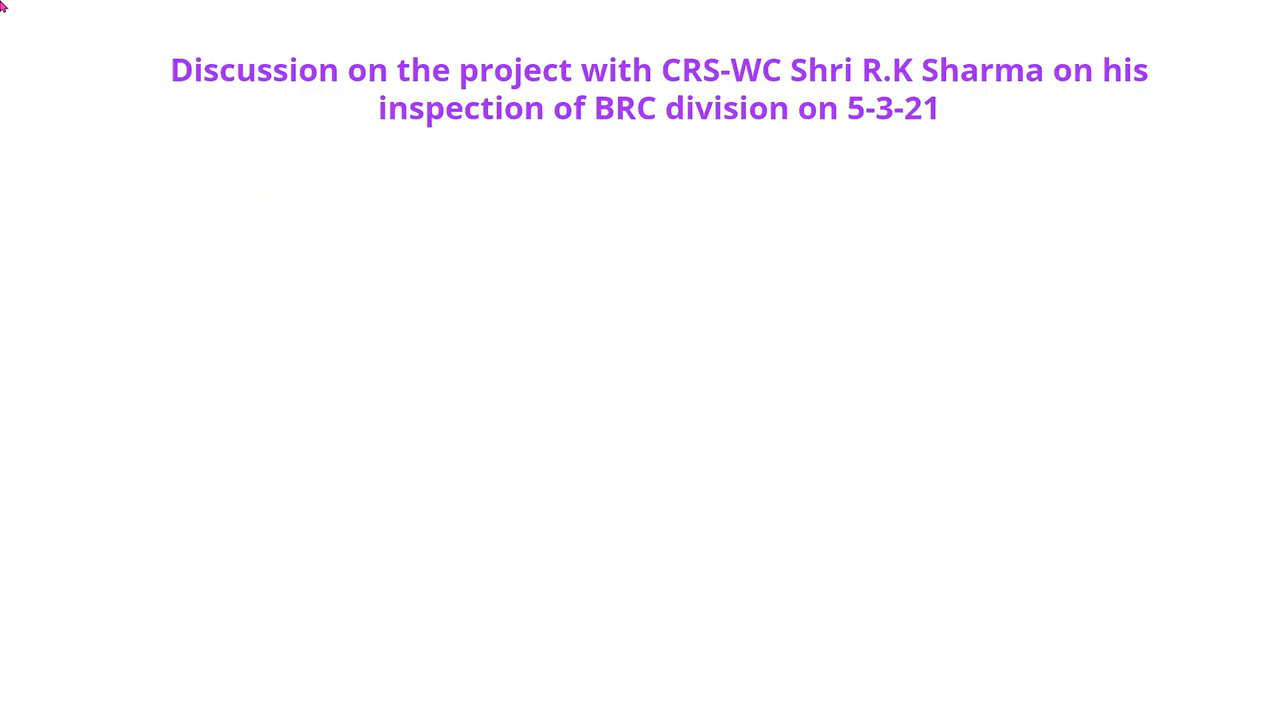 Discussion on the project with CRS-WC Shri R.K Sharma on his
inspection of BRC division on 5-3-21